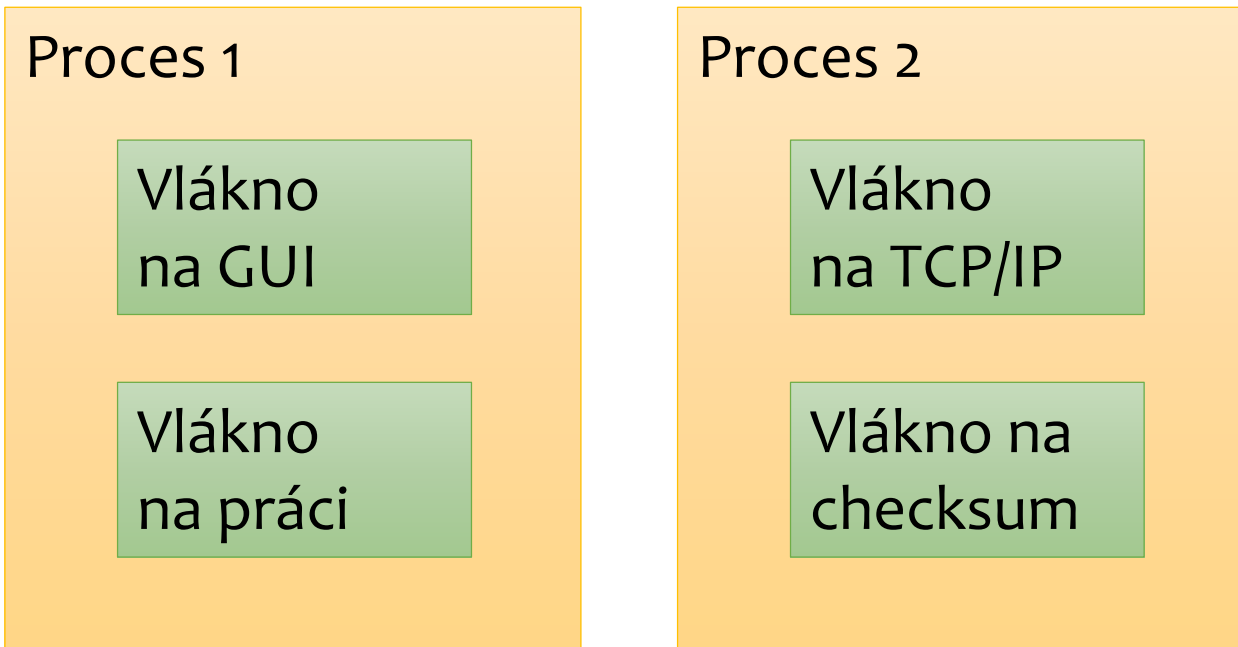 Proces 1
Vlákno
na GUI
Vlákno
na práci
Proces 2
Vlákno
na TCP/IP
Vlákno na
checksum